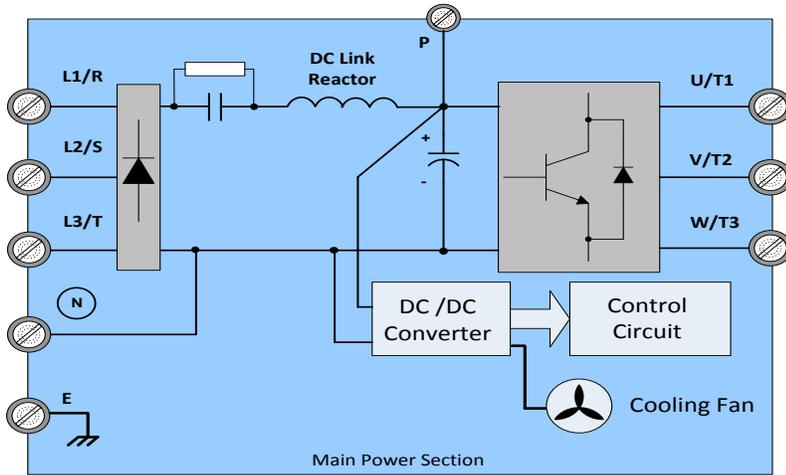 P
L1/R
DC Link
Reactor
U/T1
L2/S
+
-
V/T2
L3/T
W/T3
N
DC /DC
Converter
Control
Circuit
E
Cooling Fan
Main Power Section